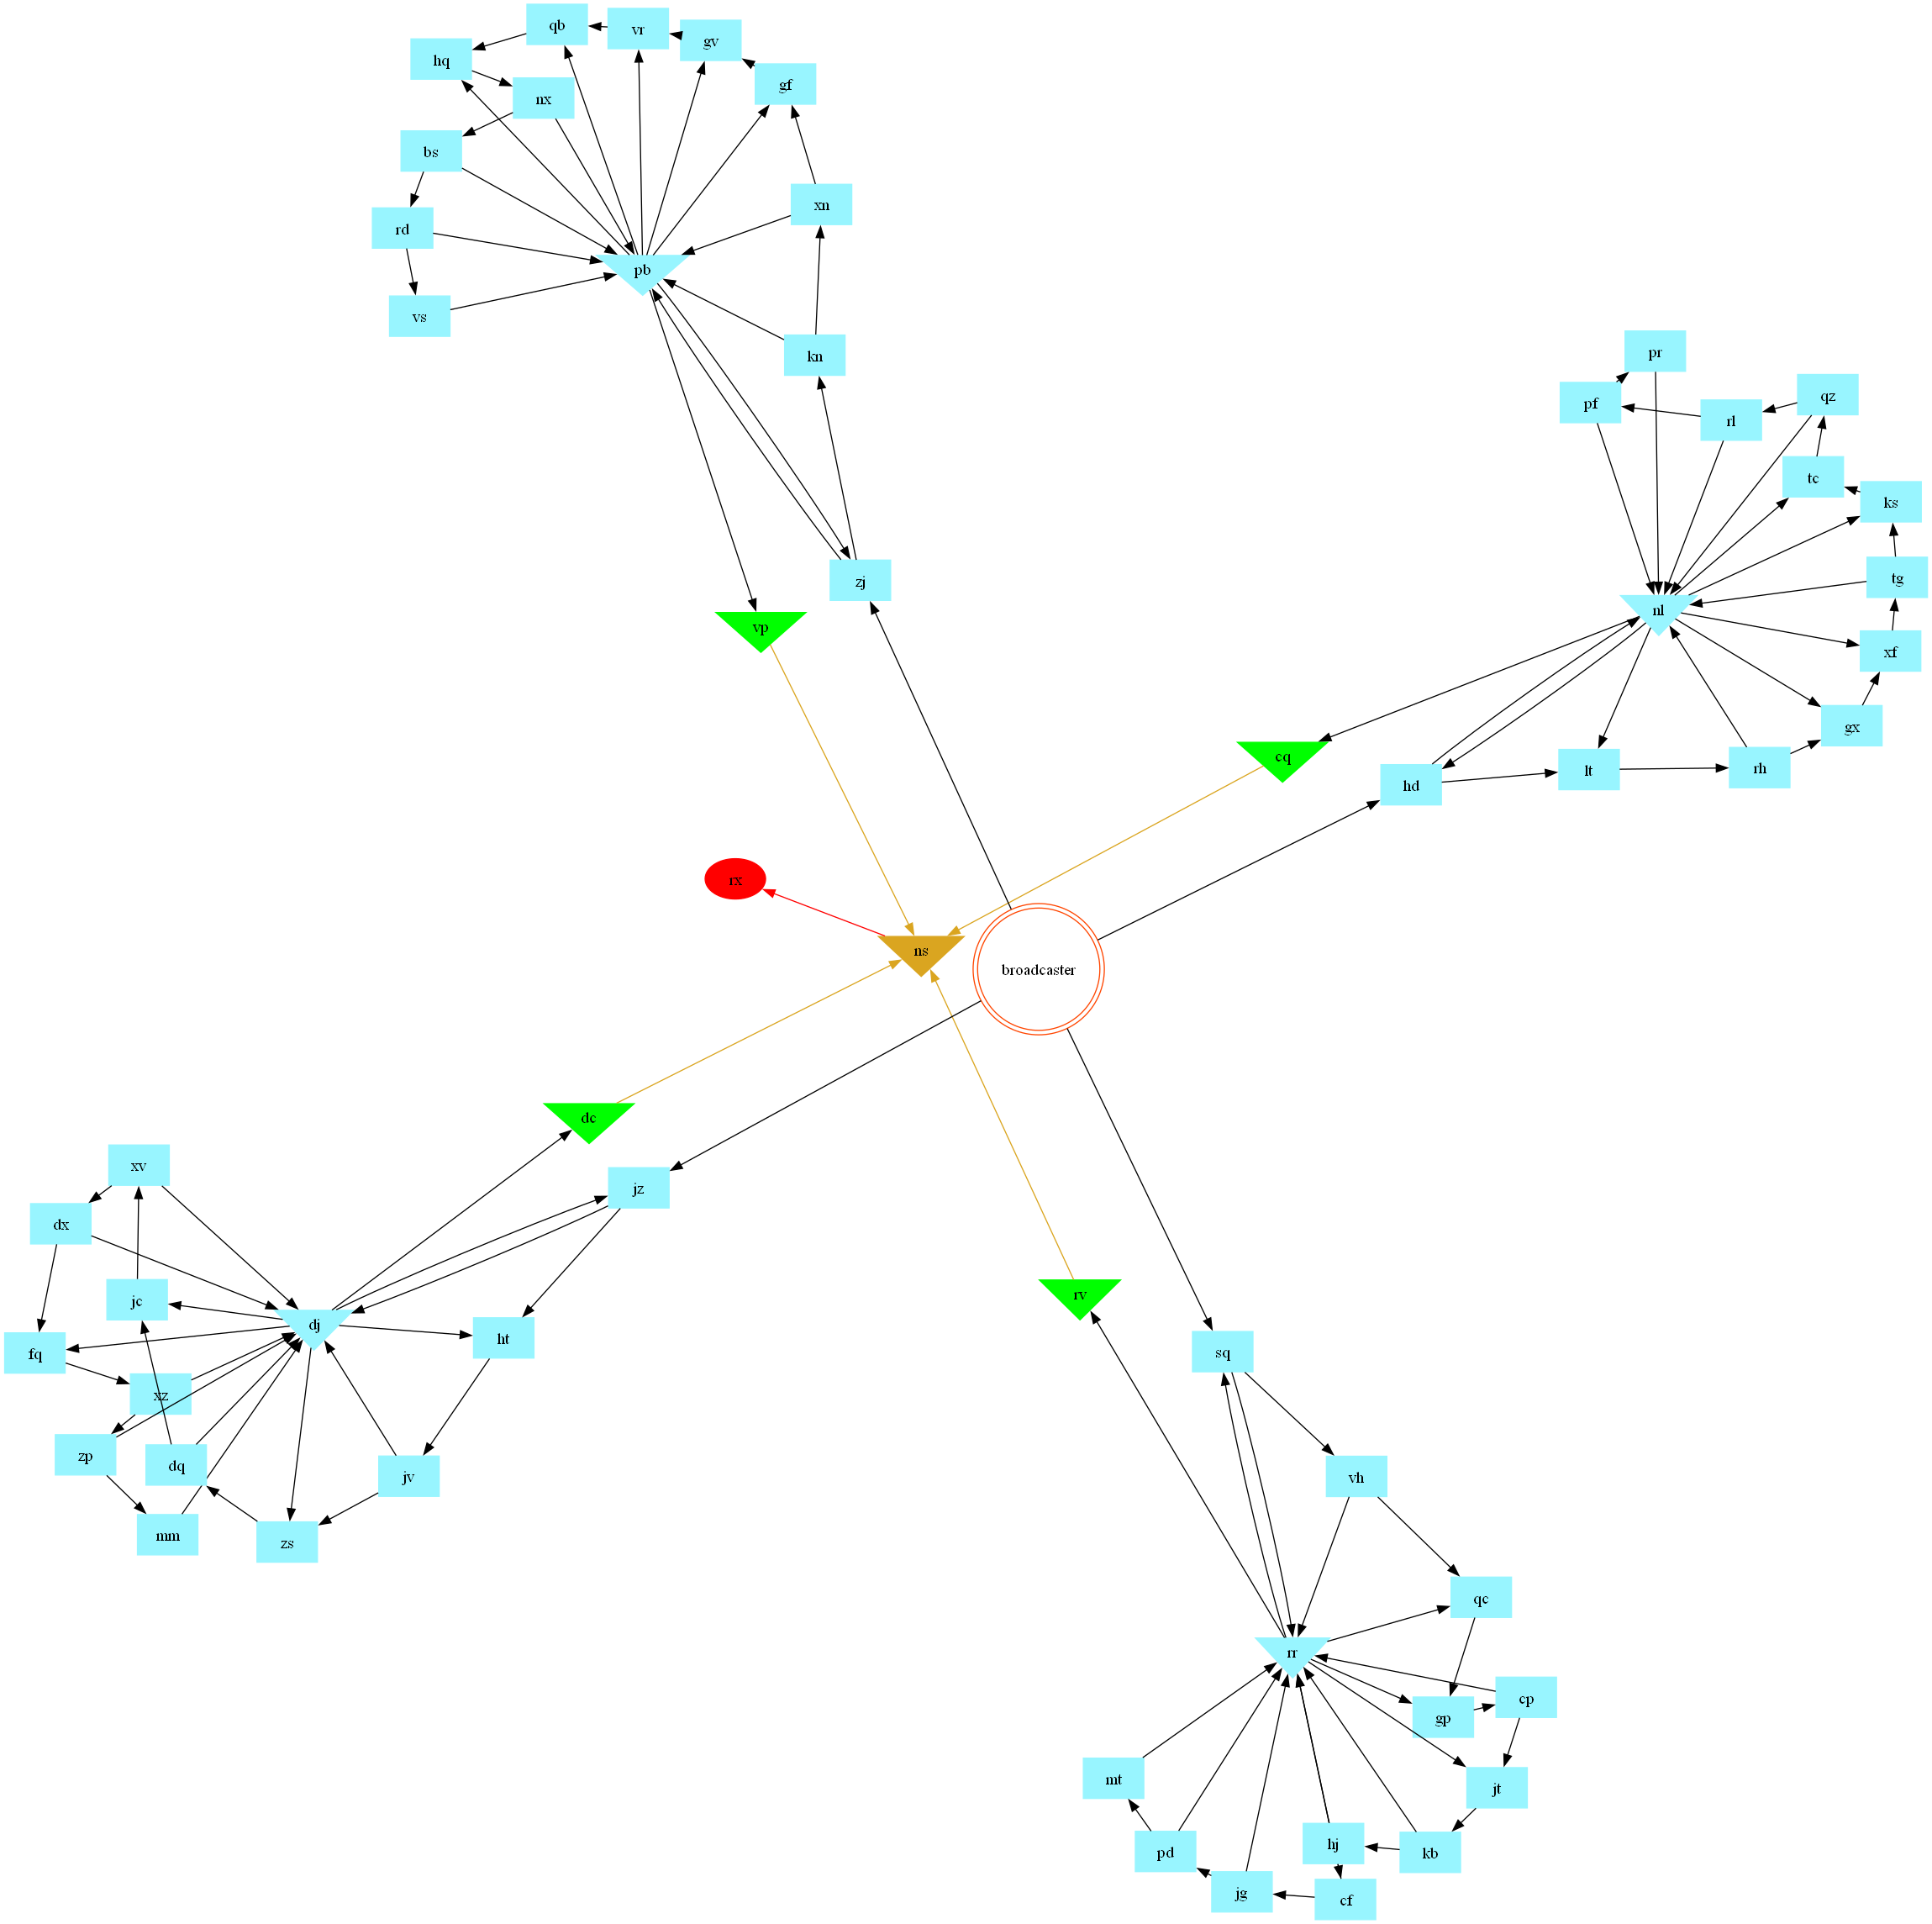 qb
vr
gv
hq
gf
nx
bs
xn
rd
pb
vs
kn
pr
qz
pf
rl
tc
ks
zj
tg
nl
vp
xf
gx
cq
lt
rh
hd
rx
ns
broadcaster
dc
xv
jz
dx
rv
jc
dj
ht
sq
fq
xz
zp
dq
jv
vh
mm
zs
qc
rr
cp
gp
mt
jt
hj
kb
pd
jg
cf